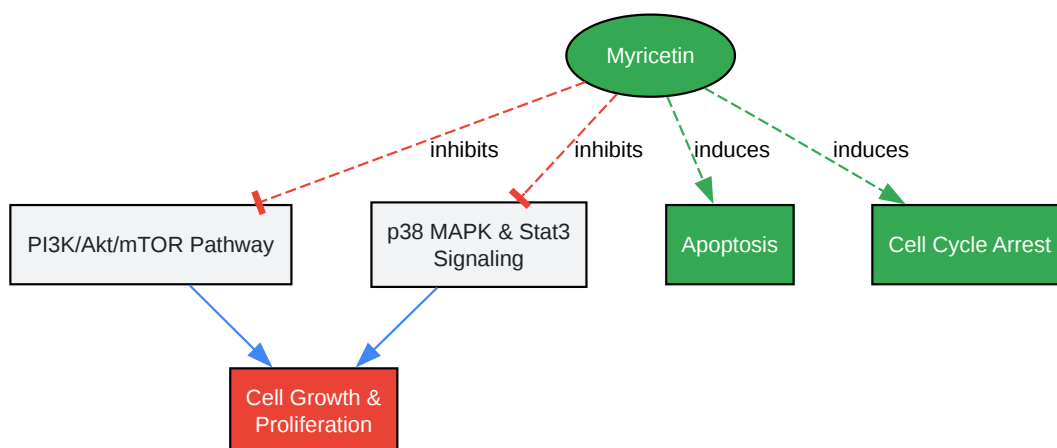 Myricetin
inhibits
inhibits
induces
induces
PI3K/Akt/mTOR Pathway
p38 MAPK & Stat3
Signaling
Apoptosis
Cell Cycle Arrest
Cell Growth &
Proliferation